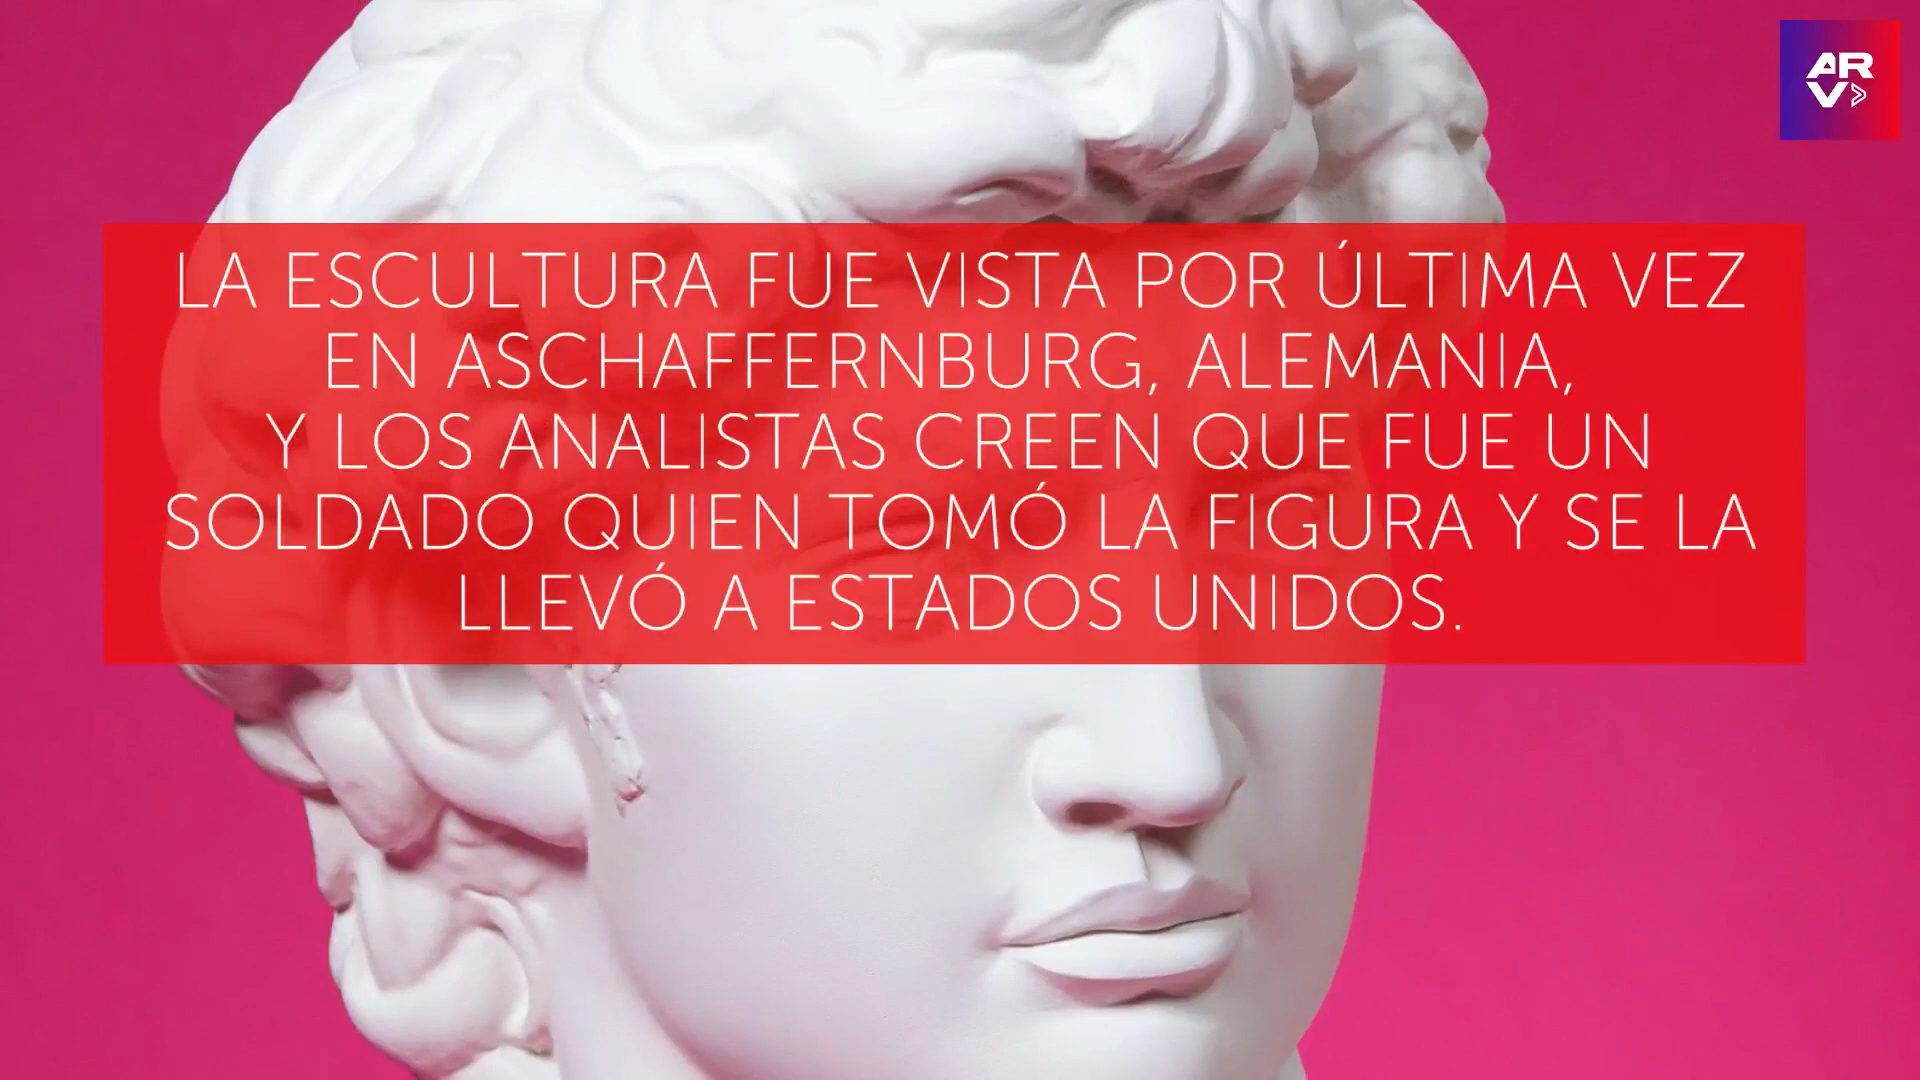 AR
V
LA ESCULTURA FUE VISTA POR ÚLTIMA VEZ
EN ASCHAFFERNBURG, ALEMANIA,
Y LOS ANALISTAS CREEN QUE FUE UN
SOLDADO QUIEN TOMÓ LA FIGURA Y SE LA
LLEVÓ A ESTADOS UNIDOS.